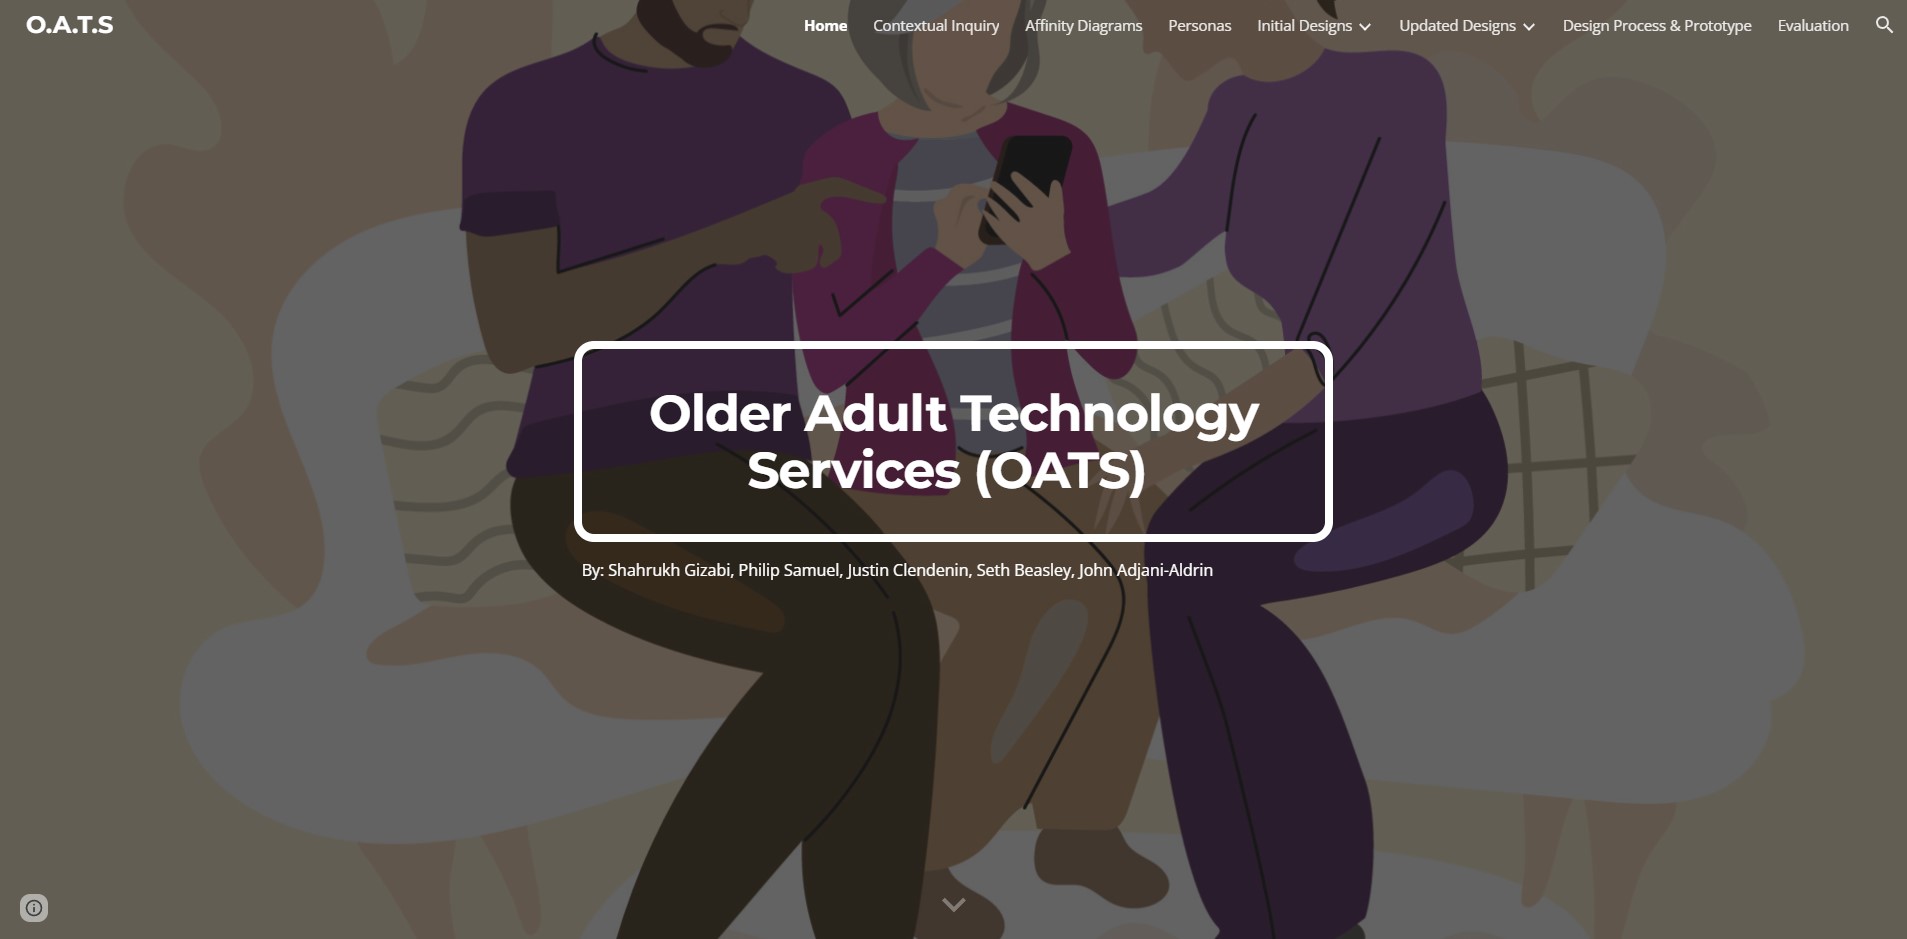 O.A.T.S
Home Contextual Inquiry Affinity Diagrams Personas Initial Designs Updated Designs Design Process & Prototype Evaluation
Older Adult Technology
Services (OATS)
By: Shahrukh Gizabi, Philip Samuel, Justin Clendenin, Seth Beasley, John Adjani-Aldrin